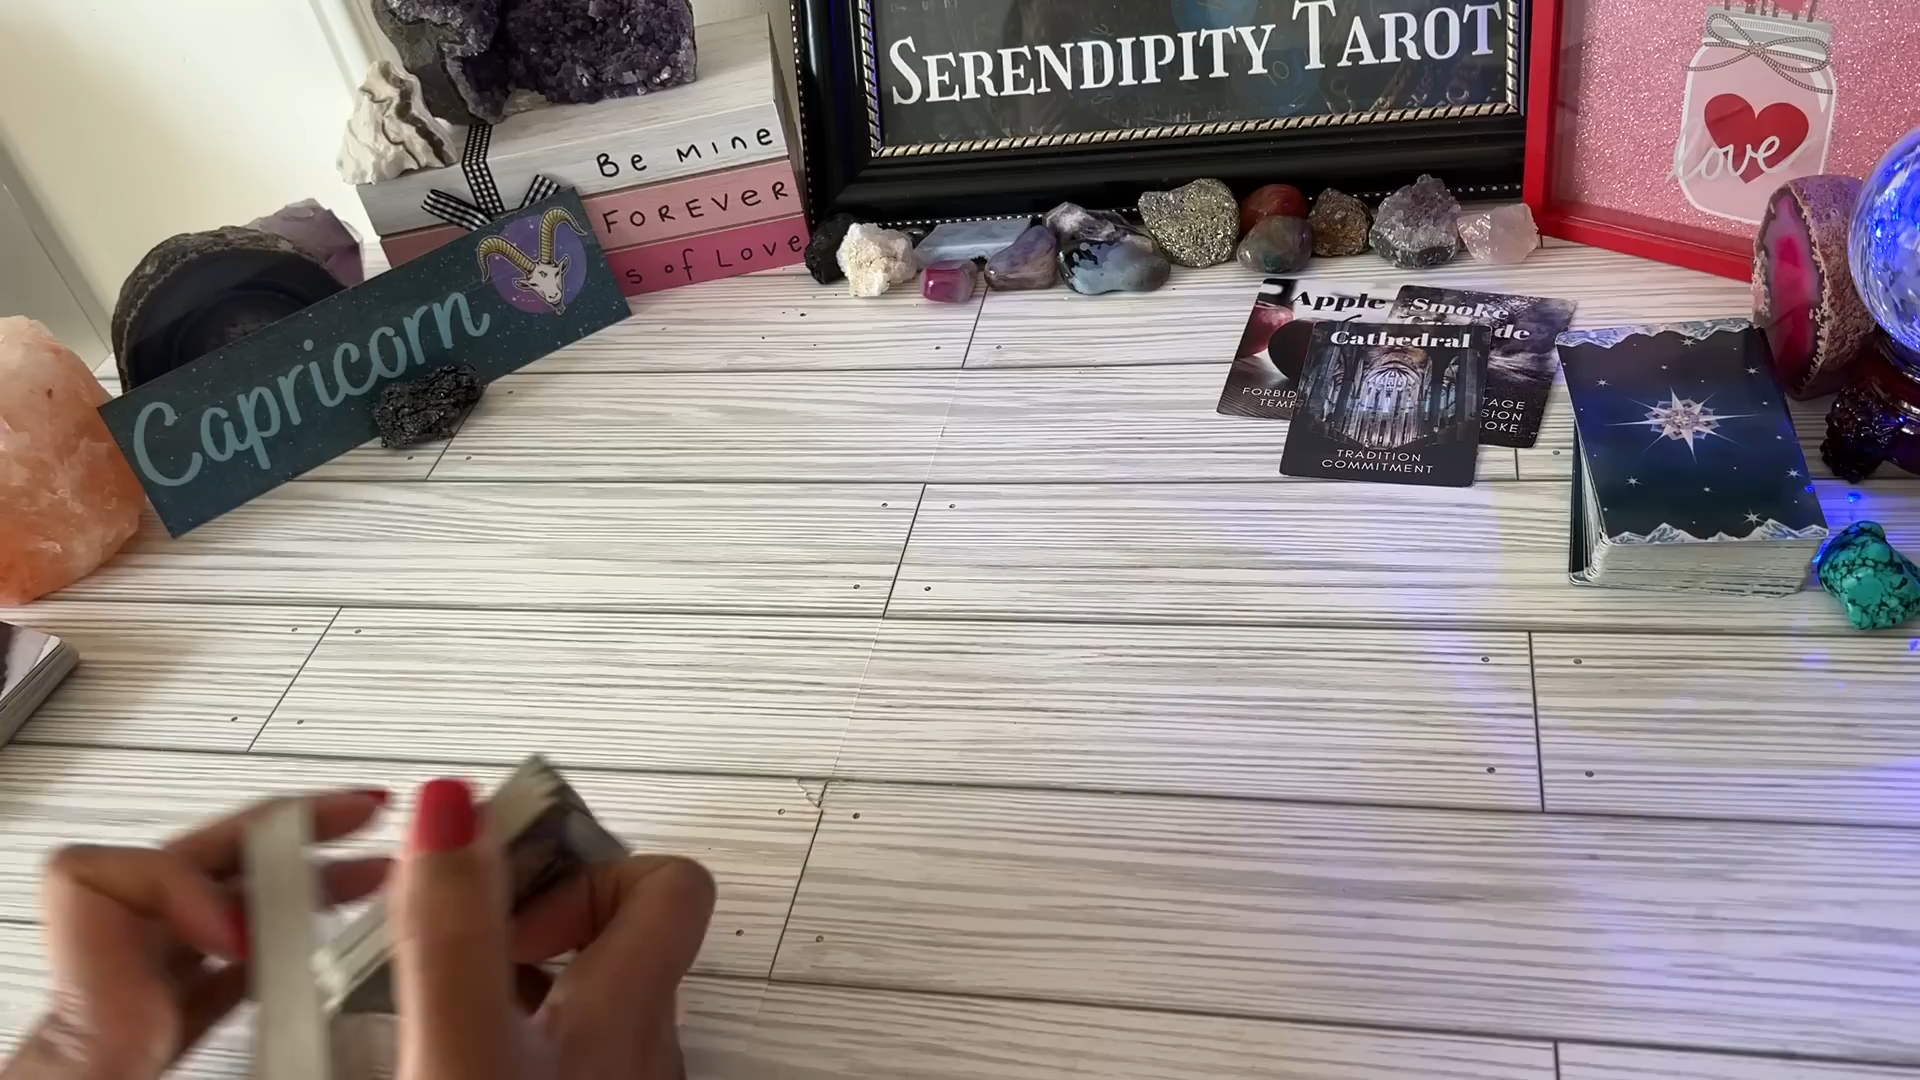 SERENDIPITY TAROT
love
Be Mine
FOREVER
s of Love
Capricorn
Apple
Smoke
Cathedral
TRADITION
COMMITMENT